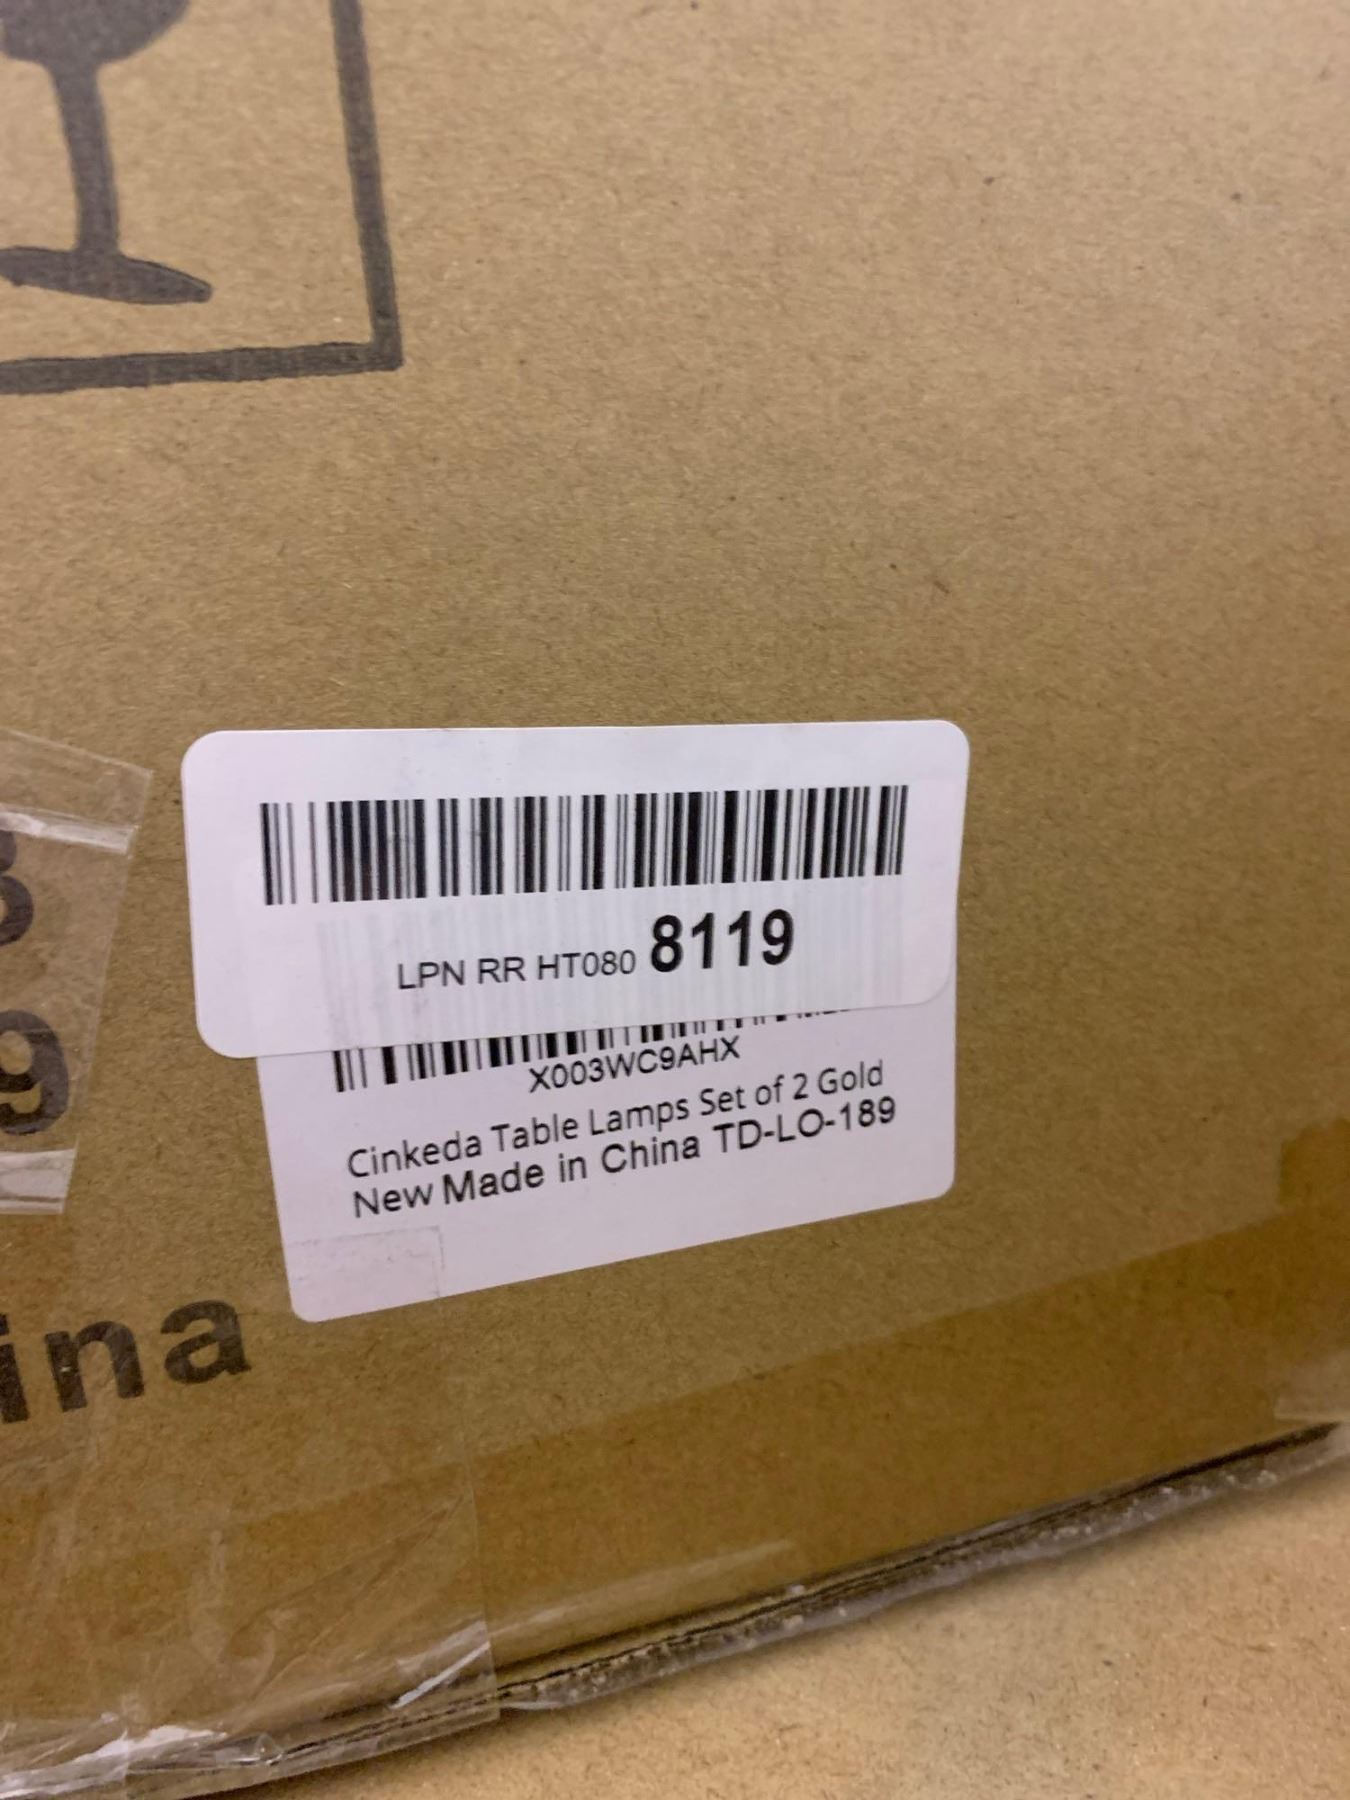 LPN RR HT080 8119
X003WC9AHX
Cinkeda Table Lamps Set of 2 Gold
New Made in China TD-LO-189
9
ina